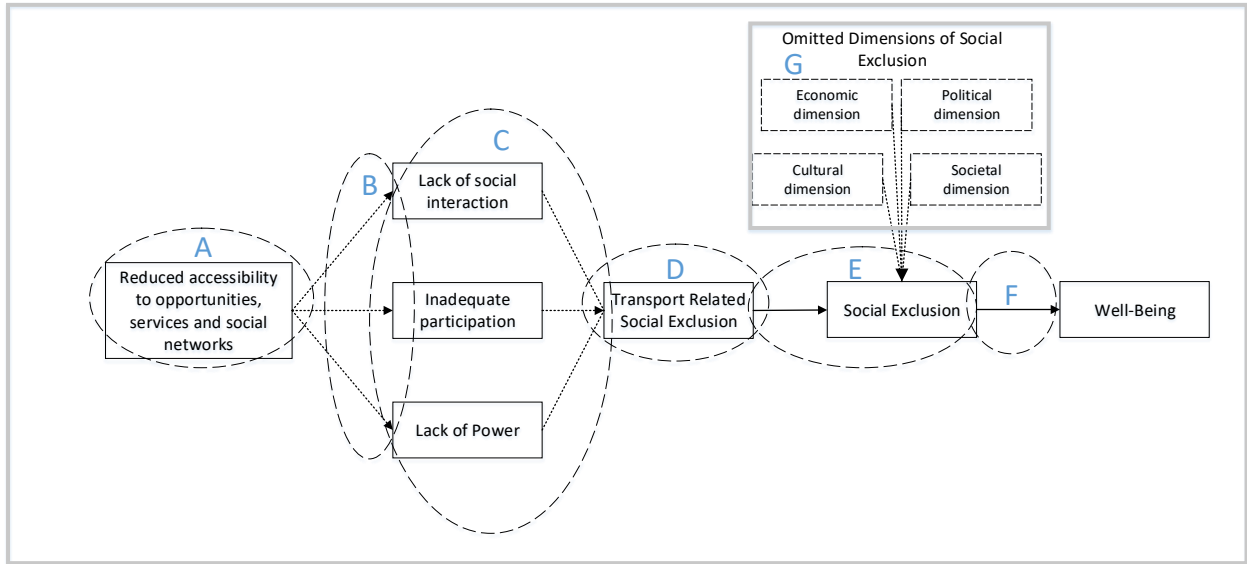 Omitted Dimensions of Social
Exclusion
G
Economic
dimension
Political
dimension
Cultural
dimension
Societal
dimension
C
B
Lack of social
interaction
A
Reduced accessibility
to opportunities,
services and social
networks
Inadequate
participation
Lack of Power
D
Transport Related
Social Exclusion
E
Social Exclusion
F
Well-Being